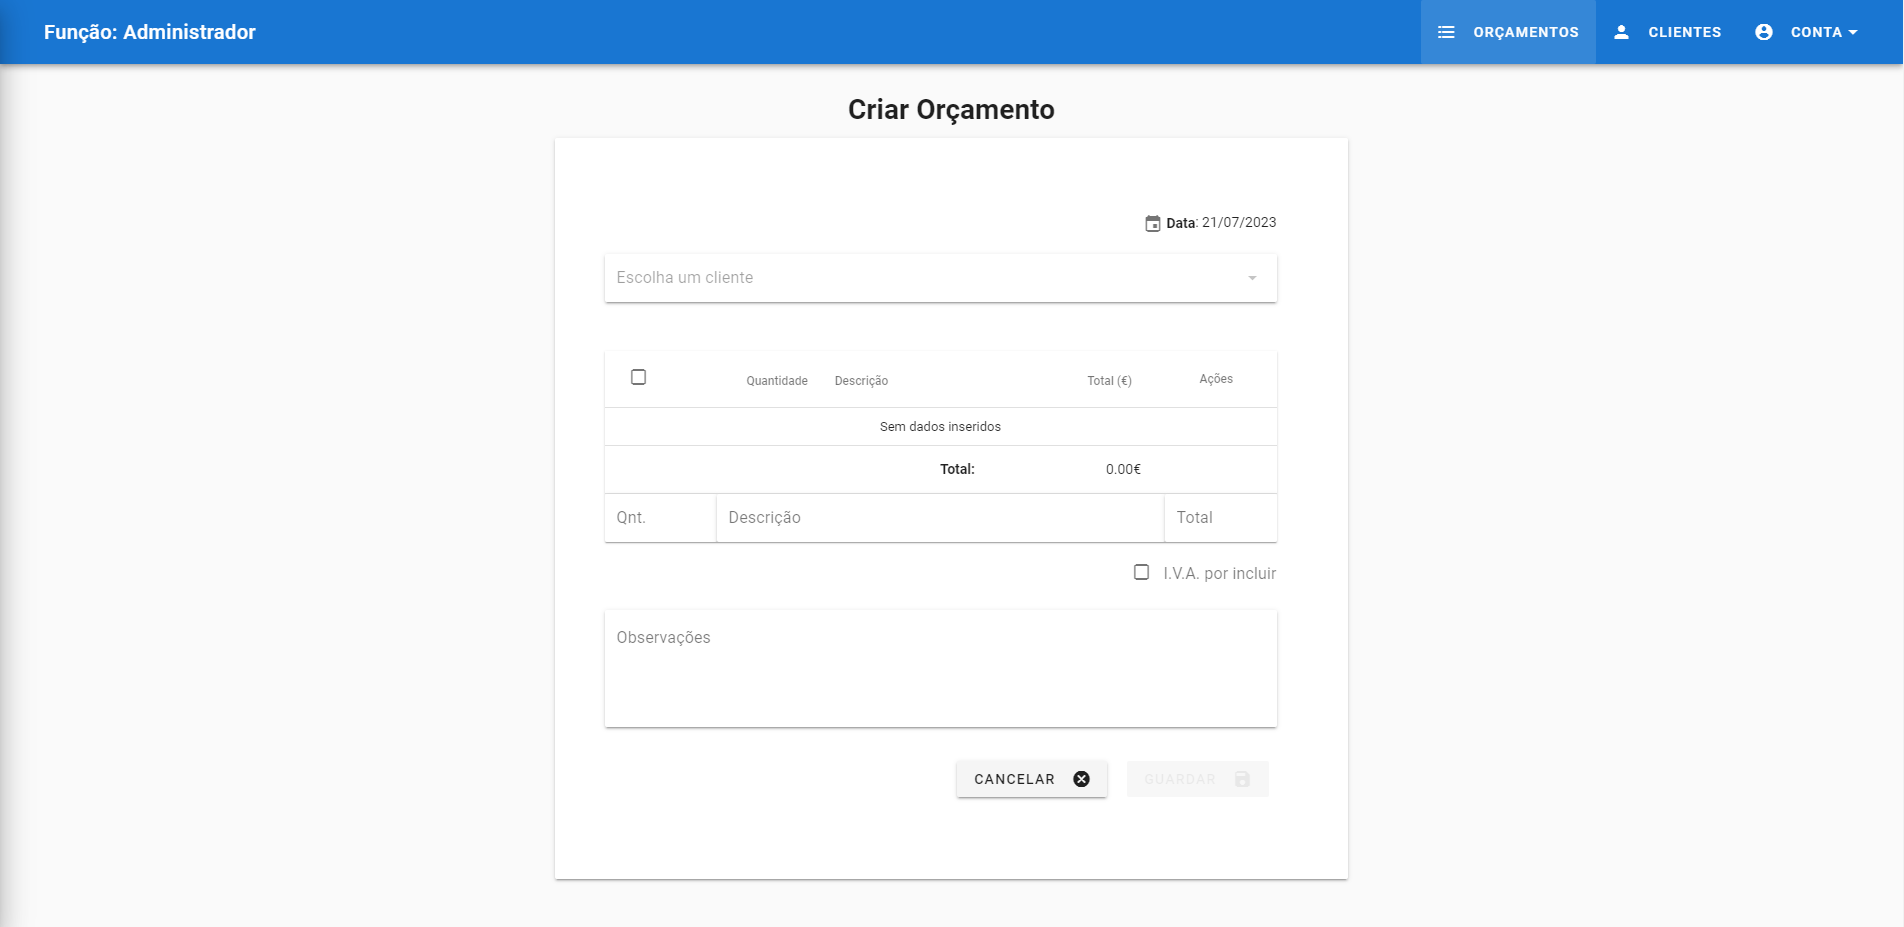 Função: Administrador
ORÇAMENTOS
CLIENTES
CONTA
Criar Orçamento
Data: 21/07/2023
Escolha um cliente
Quantidade Descrição Total (€) Ações
Sem dados inseridos
Total: 0.00€
Qnt. Descrição Total
I.V.A. por incluir
Observações
CANCELAR GUARDAR